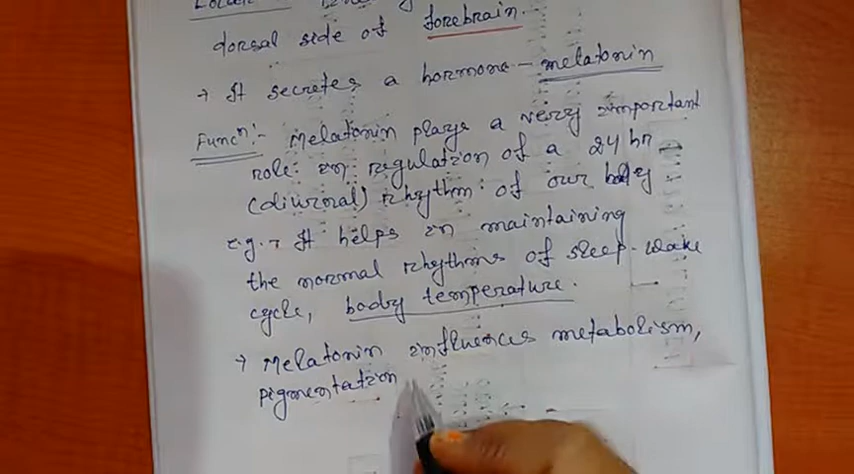 dorsal side of forebrain.
→ It secretes a hormone - melatonin
Funcⁿ:- Melatonin plays a very important
role: in regulation of a 24 hr
(diurnal) rhythm: of our body
e.g. → It helps in maintaining
the normal rhythms of sleep-wake
cycle, body temperature.
→ Melatonin influences metabolism,
pigmentation